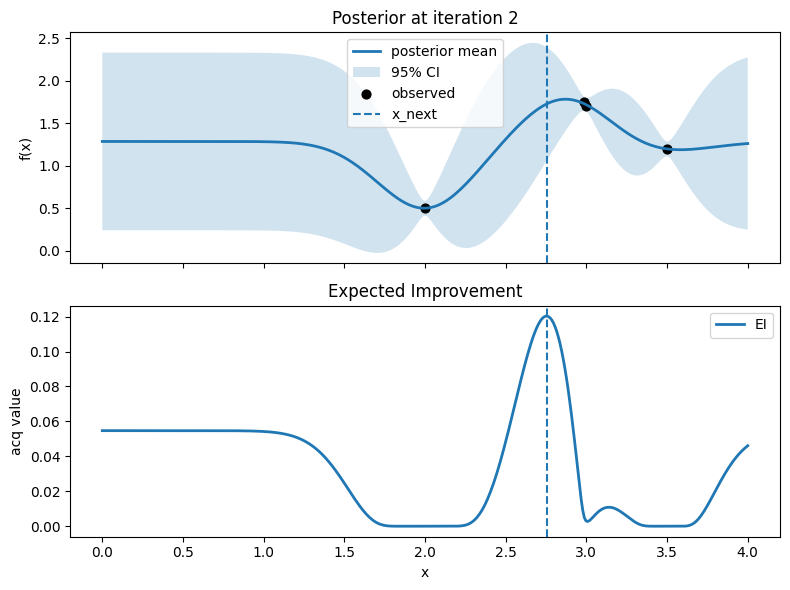 Posterior at iteration 2
2.5
2.0
1.5
1.0
0.5
0.0
f(x)
posterior mean
95% CI
observed
x_next
Expected Improvement
0.12
0.10
0.08
0.06
0.04
0.02
0.00
acq value
EI
0.0 0.5 1.0 1.5 2.0 2.5 3.0 3.5 4.0
x